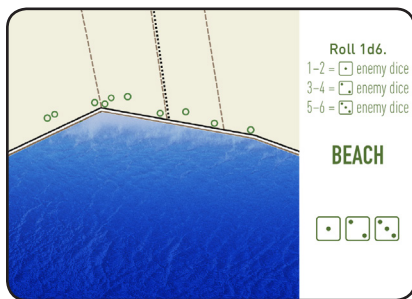 Roll 1d6.
1–2 = ⚀ enemy dice
3–4 = ⚁ enemy dice
5–6 = ⚂ enemy dice
BEACH
⚀ ⚁ ⚂